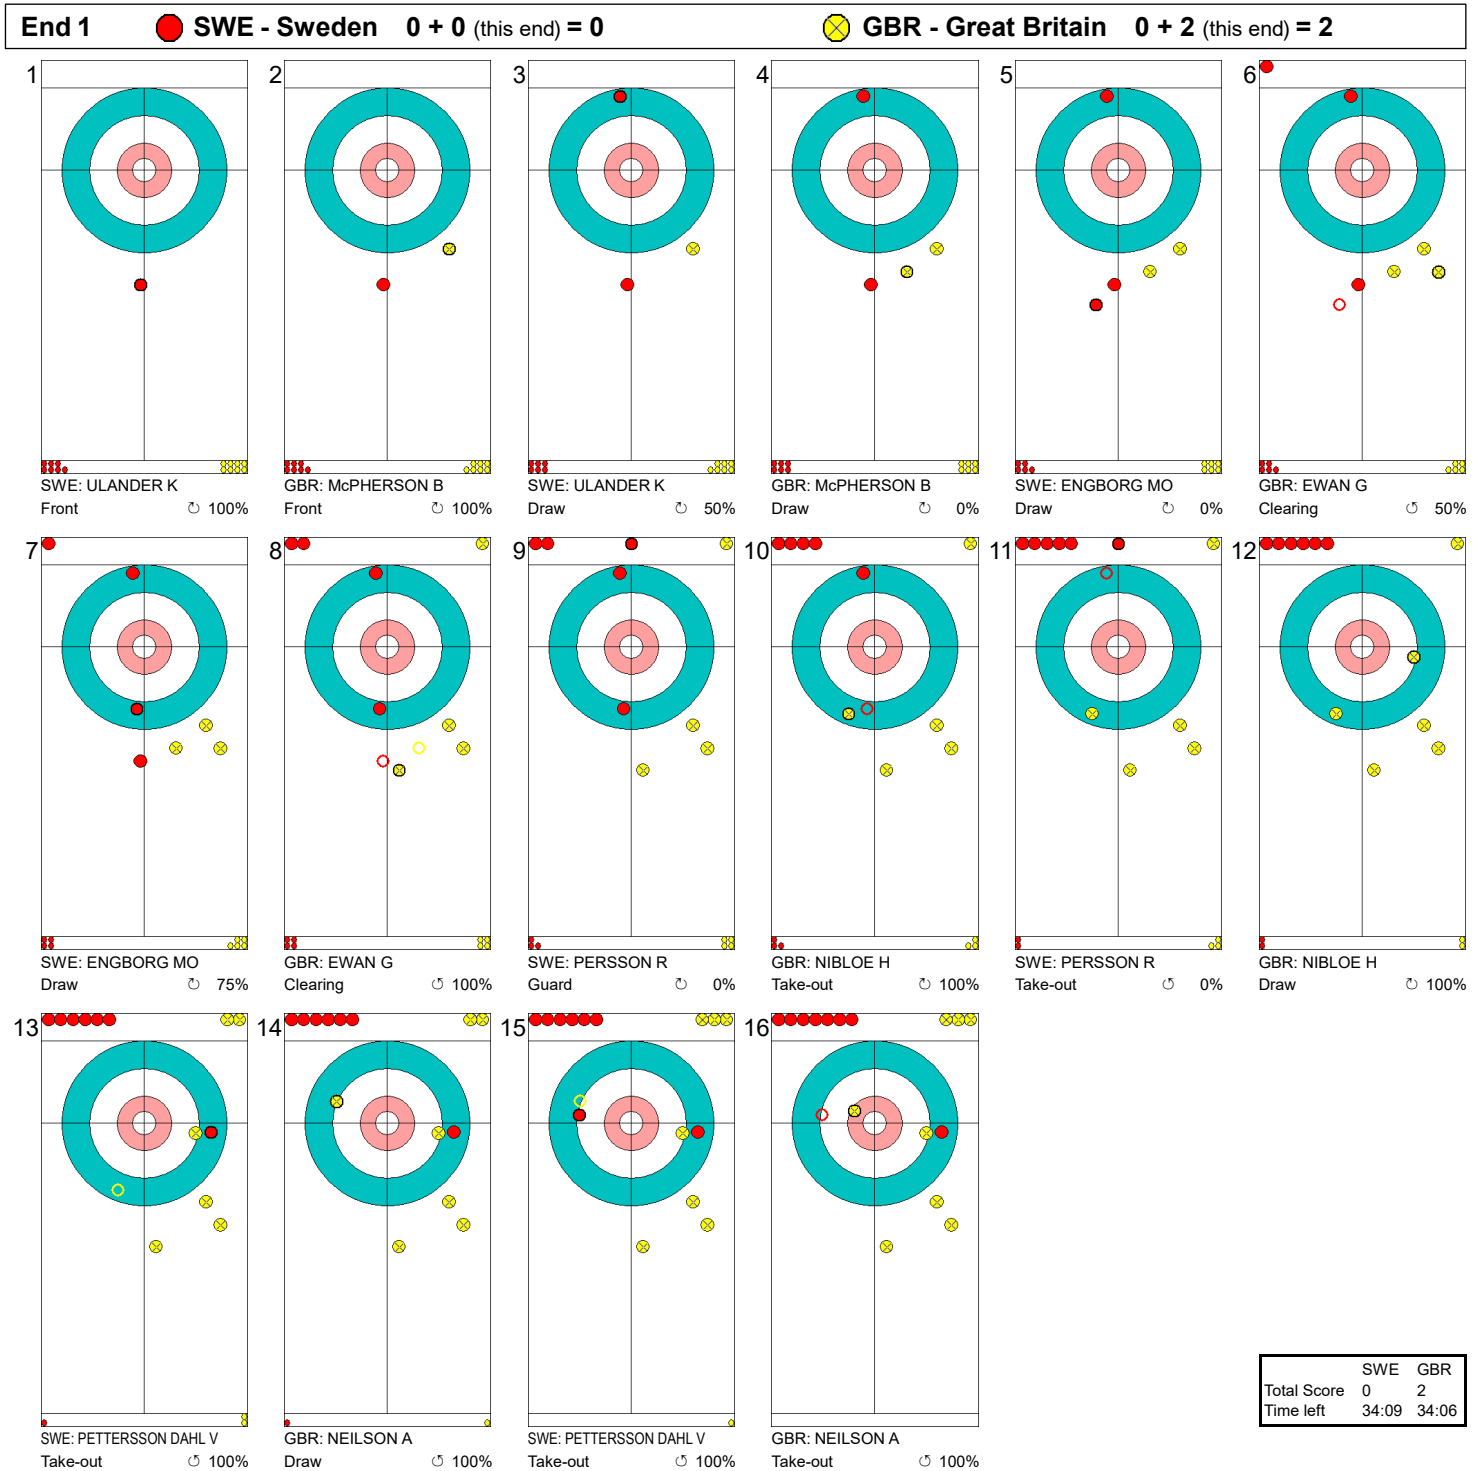 End 1 SWE - Sweden 0 + 0 (this end) = 0 GBR - Great Britain 0 + 2 (this end) = 2
1 2 3 4 5 6
SWE: ULANDER K GBR: McPHERSON B SWE: ULANDER K GBR: McPHERSON B SWE: ENGBORG MO GBR: EWAN G
Front ↻ 100% Front ↻ 100% Draw ↻ 50% Draw ↻ 0% Draw ↻ 0% Clearing ↺ 50%
7 8 9 10 11 12
SWE: ENGBORG MO GBR: EWAN G SWE: PERSSON R GBR: NIBLOE H SWE: PERSSON R GBR: NIBLOE H
Draw ↻ 75% Clearing ↺ 100% Guard ↻ 0% Take-out ↻ 100% Take-out ↺ 0% Draw ↺ 100%
13 14 15 16
SWE: PETTERSSON DAHL V GBR: NEILSON A SWE: PETTERSSON DAHL V GBR: NEILSON A
Take-out ↺ 100% Draw ↺ 100% Take-out ↺ 100% Take-out ↺ 100%
SWE GBR
Total Score 0 2
Time left 34:09 34:06